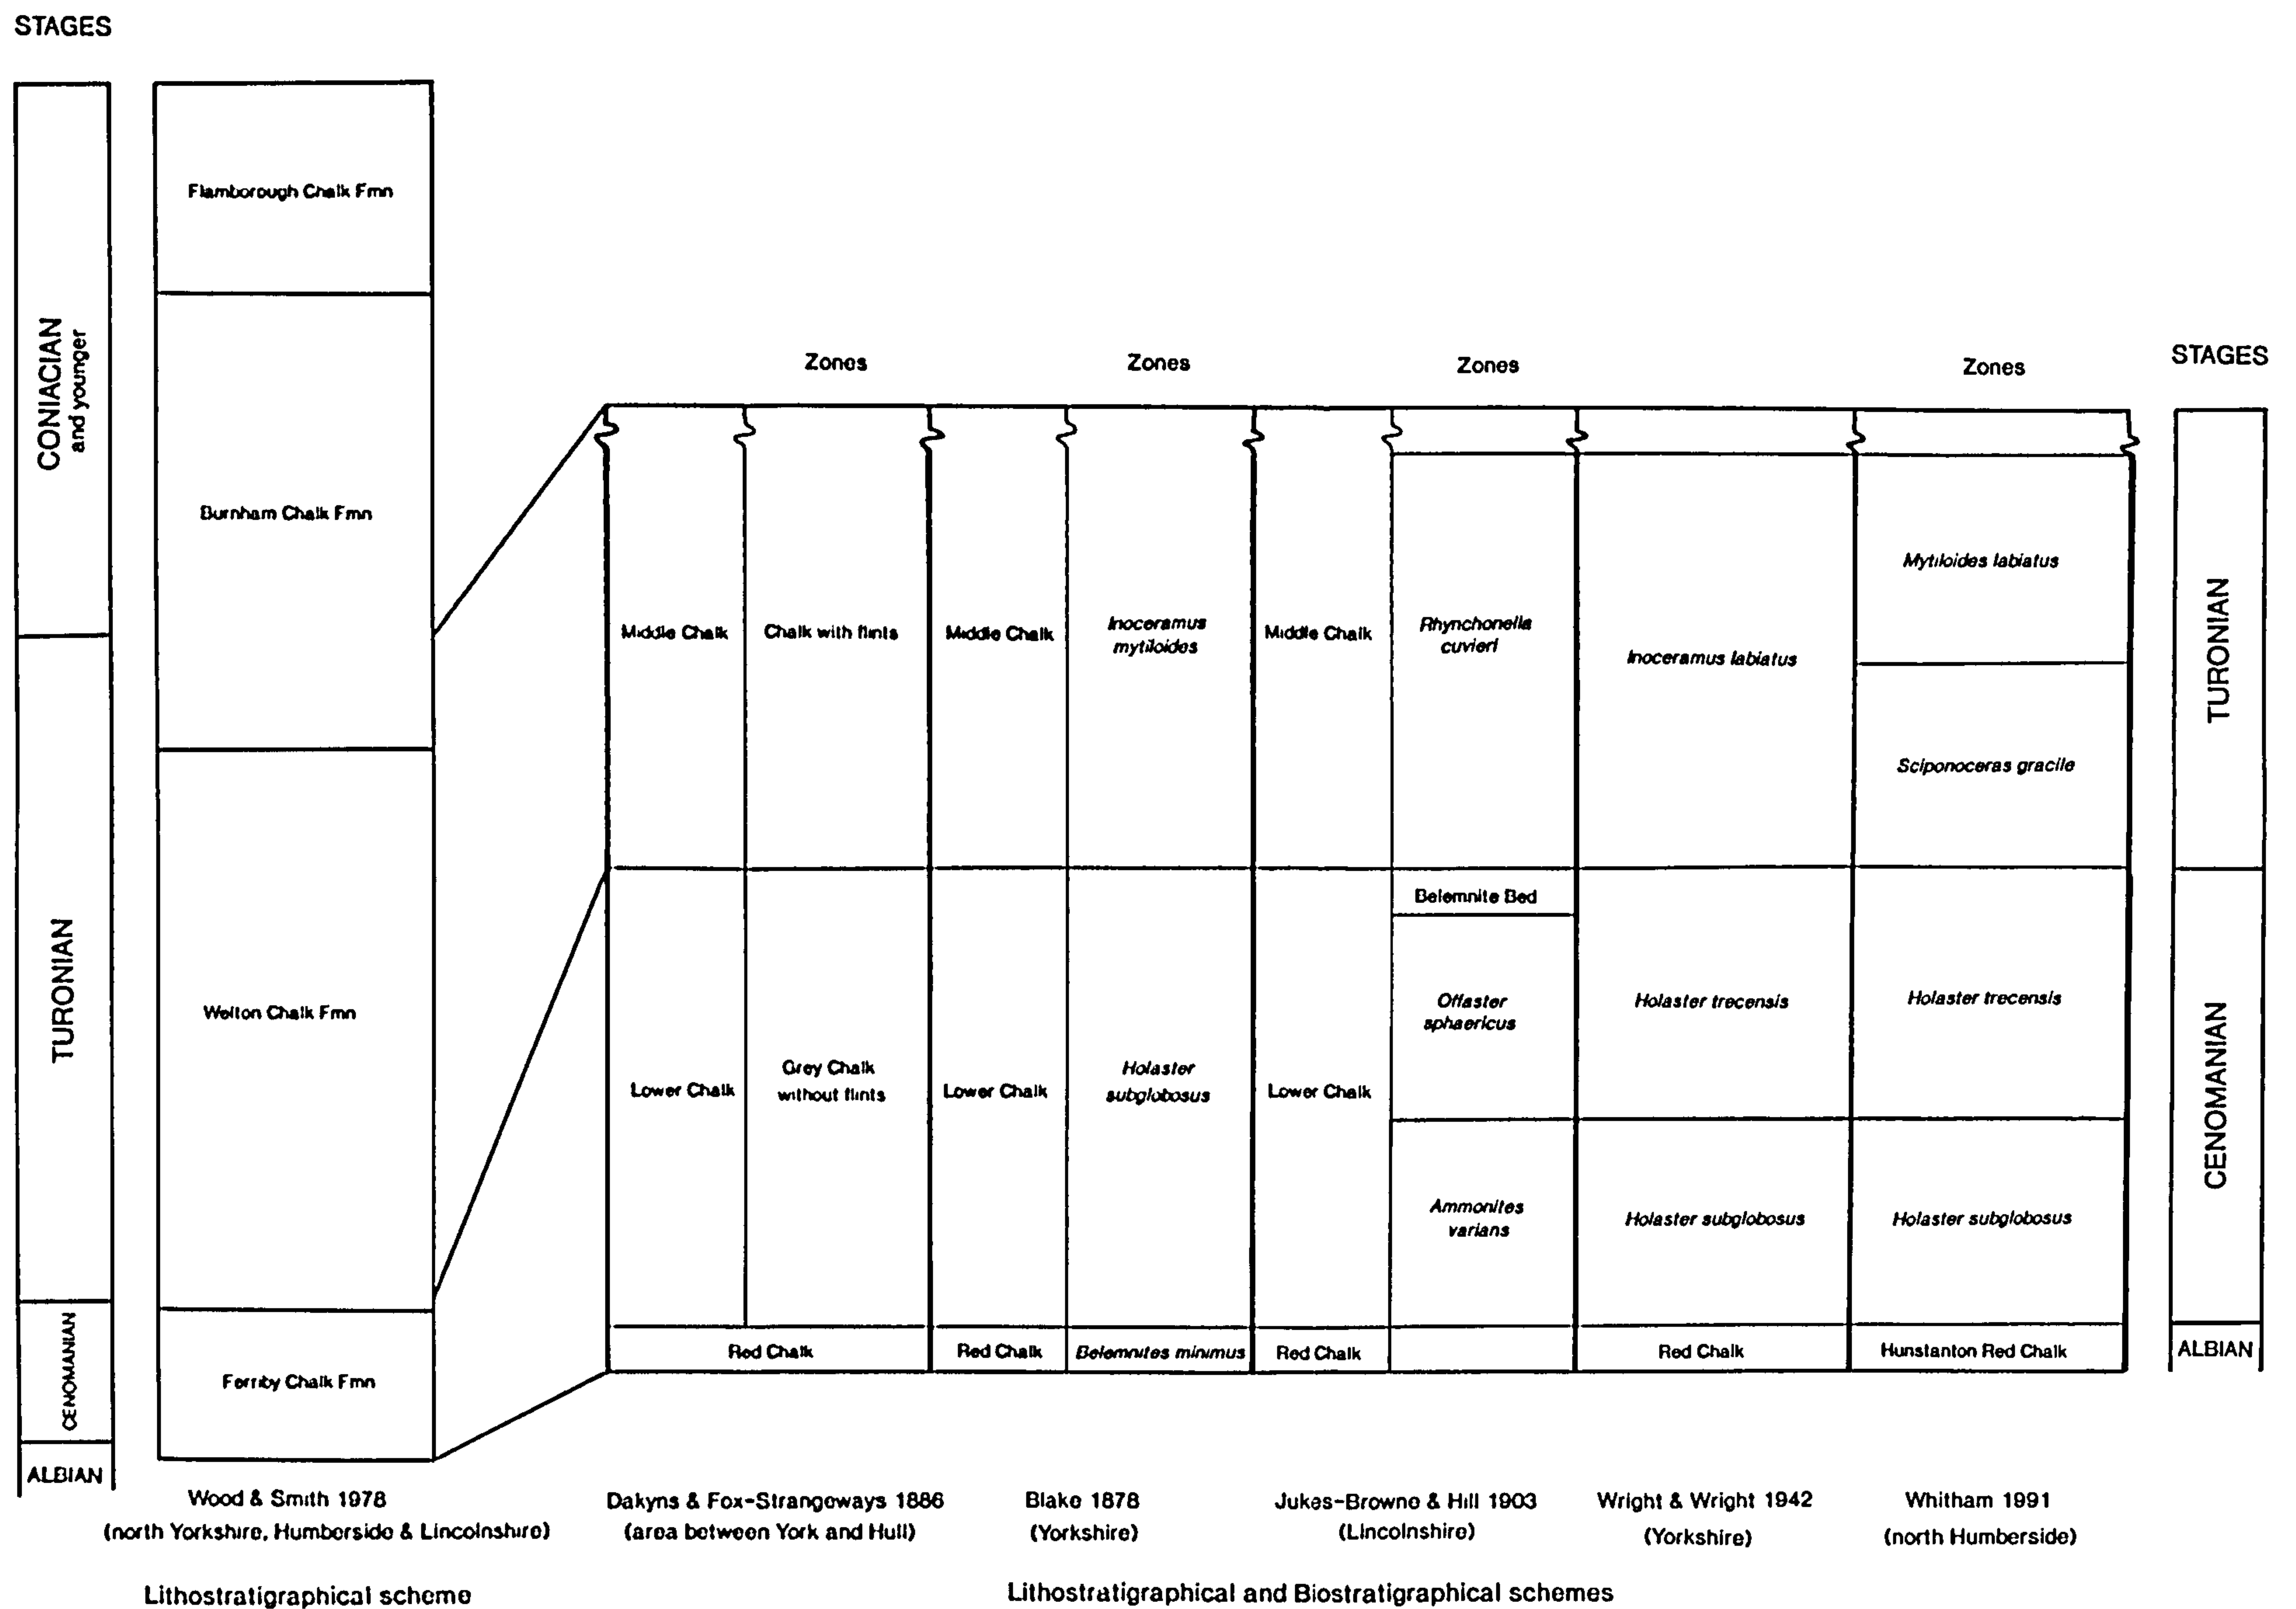 STAGES
Flamborough Chalk Fmn
CONIACIAN
and younger
Burnham Chalk Fmn
TURONIAN
Welton Chalk Fmn
CENOMANIAN
Ferriby Chalk Fmn
ALBIAN
Zones
Zones
Zones
Zones
STAGES
Middle Chalk
Chalk with flints
Middle Chalk
Inoceramus
mytiloides
Middle Chalk
Rhynchonella
cuvieri
Inoceramus labiatus
Mytiloides labiatus
Sciponoceras gracile
TURONIAN
Lower Chalk
Grey Chalk
without flints
Lower Chalk
Holaster
subglobosus
Lower Chalk
Belemnite Bed
Offaster
sphaericus
Ammonites
varians
Holaster trecensis
Holaster subglobosus
Holaster trecensis
Holaster subglobosus
CENOMANIAN
Red Chalk
Red Chalk
Belemnites minimus
Red Chalk
Red Chalk
Hunstanton Red Chalk
ALBIAN
Wood & Smith 1978
(north Yorkshire, Humberside & Lincolnshire)
Dakyns & Fox-Strangeways 1886
(area between York and Hull)
Blake 1878
(Yorkshire)
Jukes-Browne & Hill 1903
(Lincolnshire)
Wright & Wright 1942
(Yorkshire)
Whitham 1991
(north Humberside)
Lithostratigraphical scheme
Lithostratigraphical and Biostratigraphical schemes